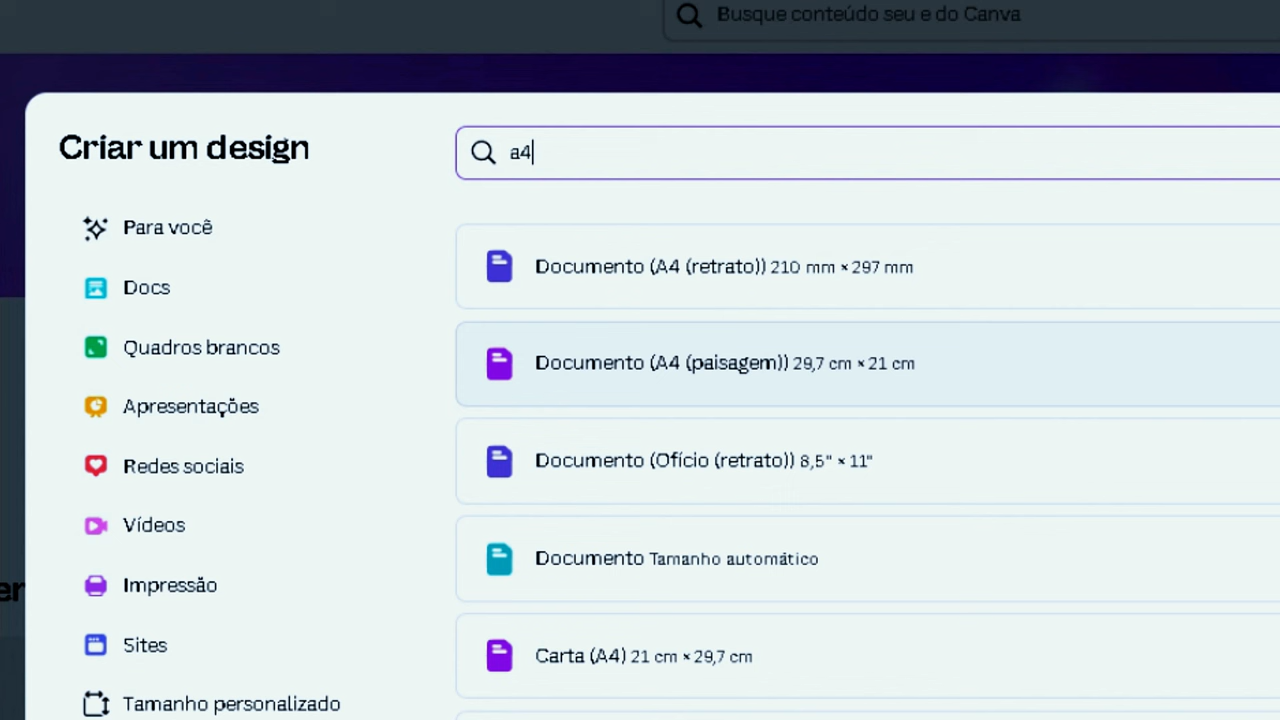 Busque conteúdo seu e do Canva
Criar um design
a4
Para você
Docs
Quadros brancos
Apresentações
Redes sociais
Vídeos
Impressão
Sites
Tamanho personalizado
Documento (A4 (retrato)) 210 mm × 297 mm
Documento (A4 (paisagem)) 29,7 cm × 21 cm
Documento (Ofício (retrato)) 8,5" × 11"
Documento Tamanho automático
Carta (A4) 21 cm × 29,7 cm